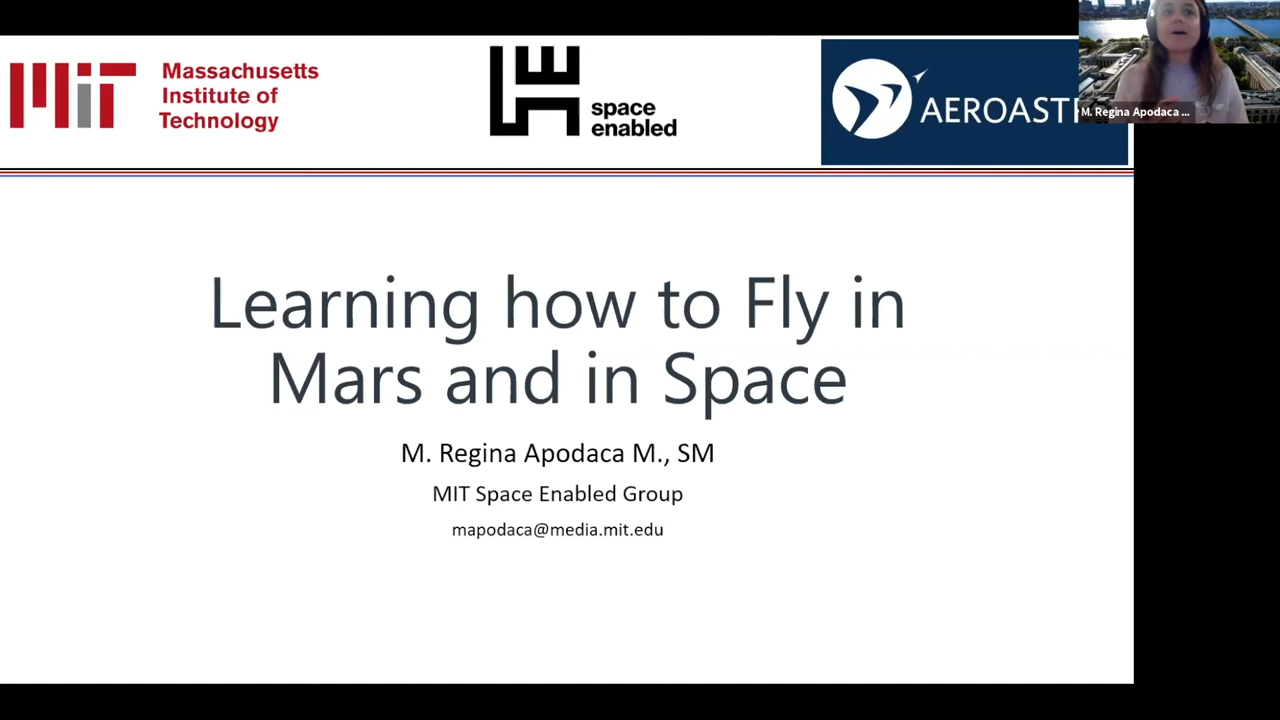 Massachusetts
Institute of
Technology
space
enabled
AEROAST
M. Regina Apodaca ...
Learning how to Fly in
Mars and in Space
M. Regina Apodaca M., SM
MIT Space Enabled Group
mapodaca@media.mit.edu